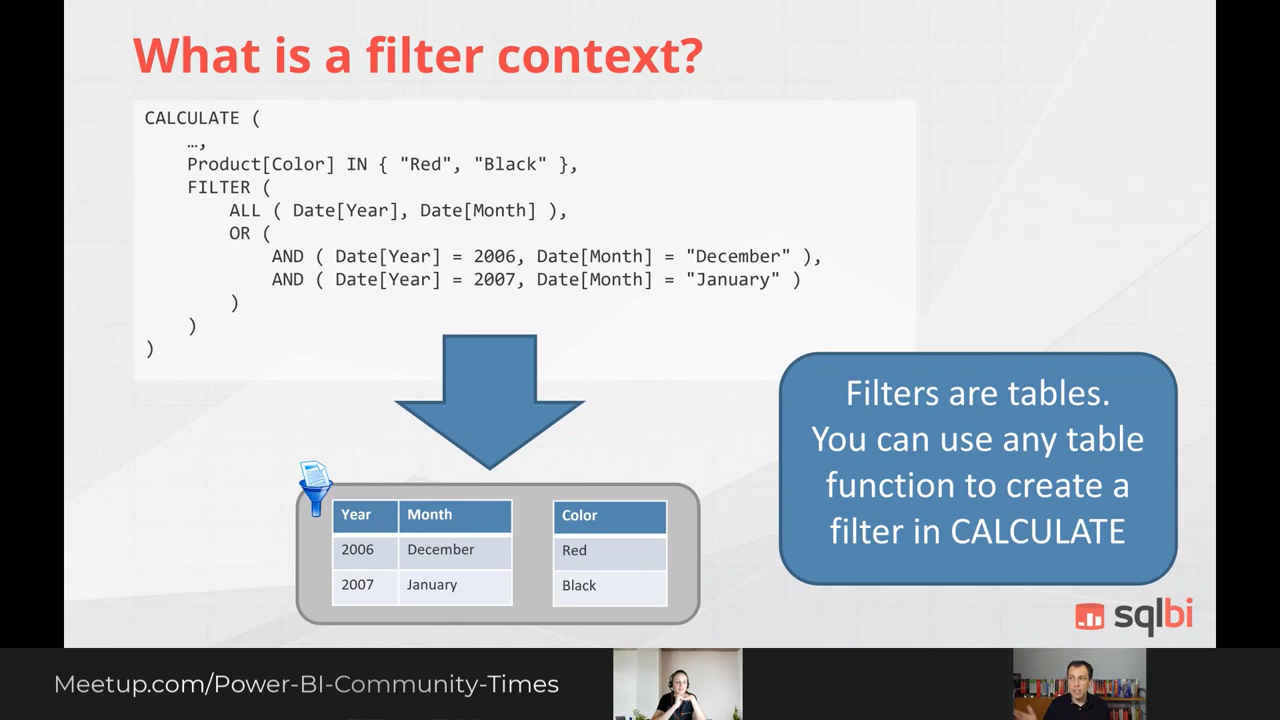 What is a filter context?
CALCULATE (
…,
Product[Color] IN { "Red", "Black" },
FILTER (
ALL ( Date[Year], Date[Month] ),
OR (
AND ( Date[Year] = 2006, Date[Month] = "December" ),
AND ( Date[Year] = 2007, Date[Month] = "January" )
)
)
)
Filters are tables.
You can use any table
function to create a
filter in CALCULATE
Year Month
2006 December
2007 January
Color
Red
Black
sqlbi
Meetup.com/Power-BI-Community-Times